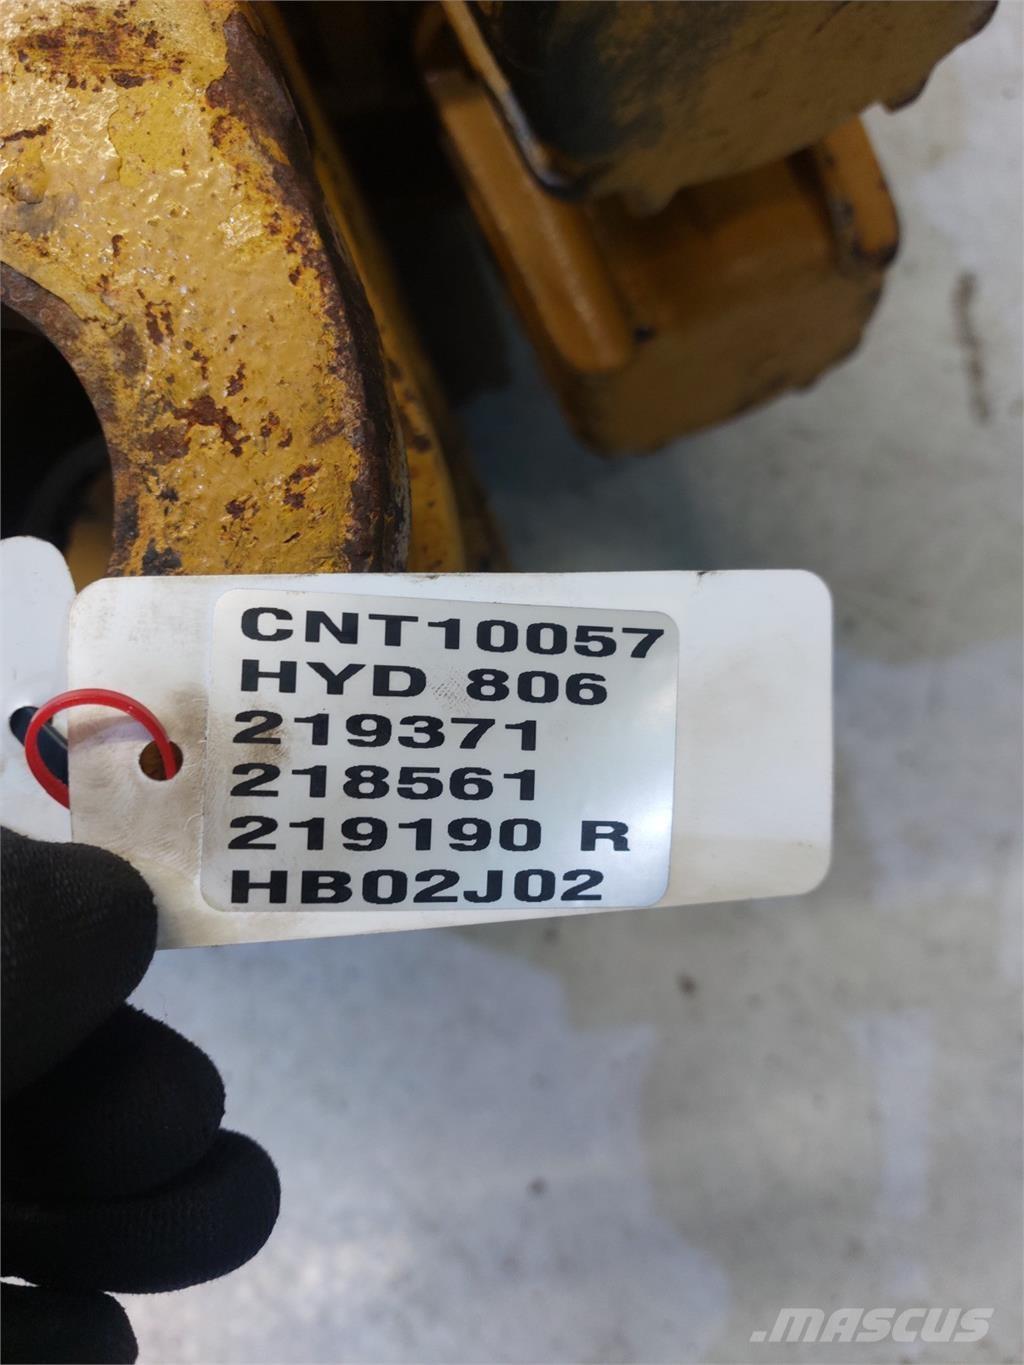 CNT10057
HYD 806
219371
218561
219190 R
HB02J02
MASCUS